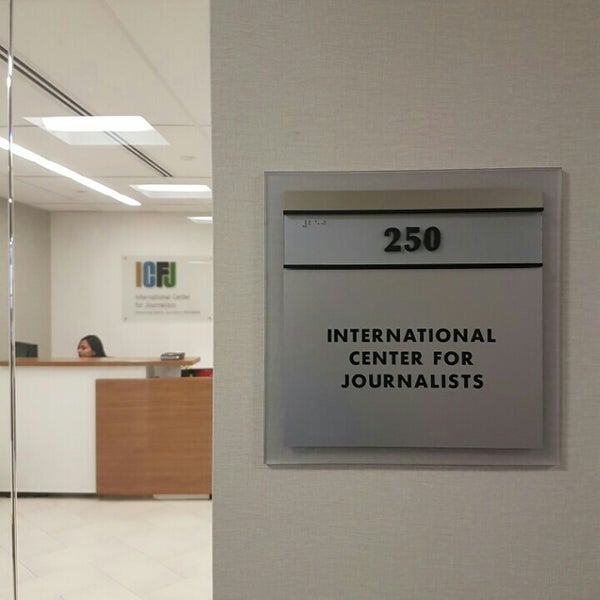 ICFJ
International Center
for Journalists
250
INTERNATIONAL
CENTER FOR
JOURNALISTS